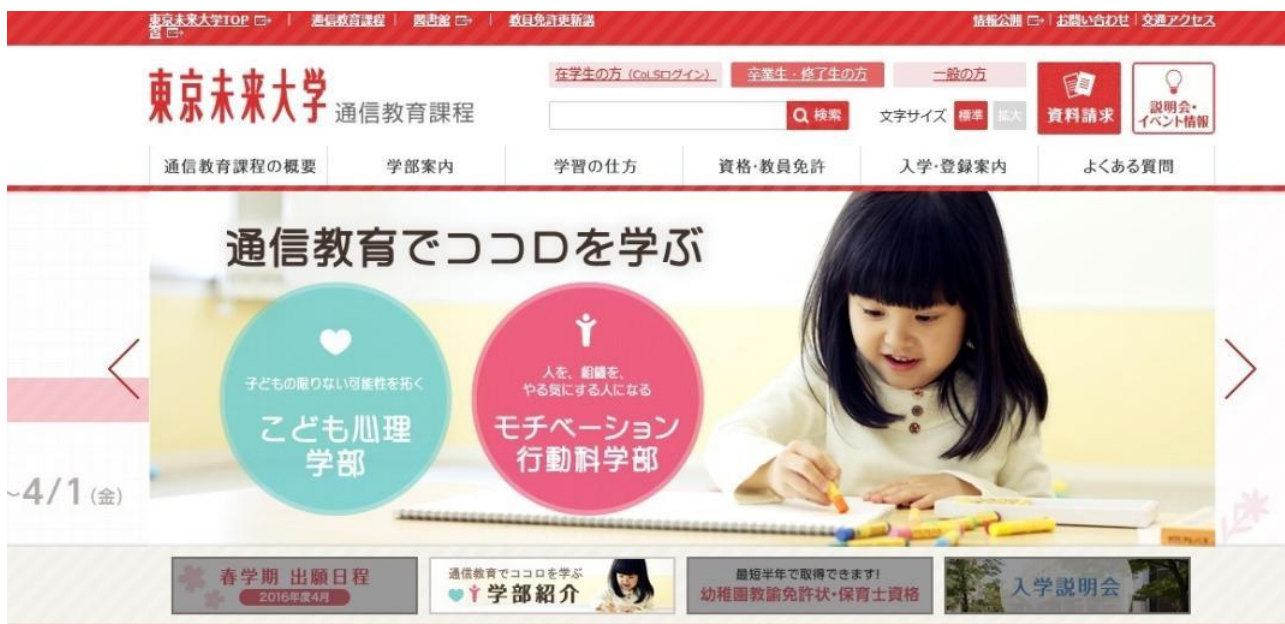 東京未来大学TOP | 通信教育課程 | 図書館 | 教員免許更新講習
情報公開 | お問い合わせ | 交通アクセス
東京未来大学 通信教育課程
在学生の方 (CoLSログイン)
卒業生・修了生の方
一般の方
検索
文字サイズ 標準 拡大
資料請求
説明会・
イベント情報
通信教育課程の概要
学部案内
学習の仕方
資格・教員免許
入学・登録案内
よくある質問
通信教育でココロを学ぶ
子どもの限りない可能性を拓く
こども心理
学部
人を、組織を、
やる気にする人になる
モチベーション
行動科学部
~4/1 (金)
春学期 出願日程
2016年度4月
通信教育でココロを学ぶ
学部紹介
最短半年で取得できます!
幼稚園教諭免許状・保育士資格
入学説明会